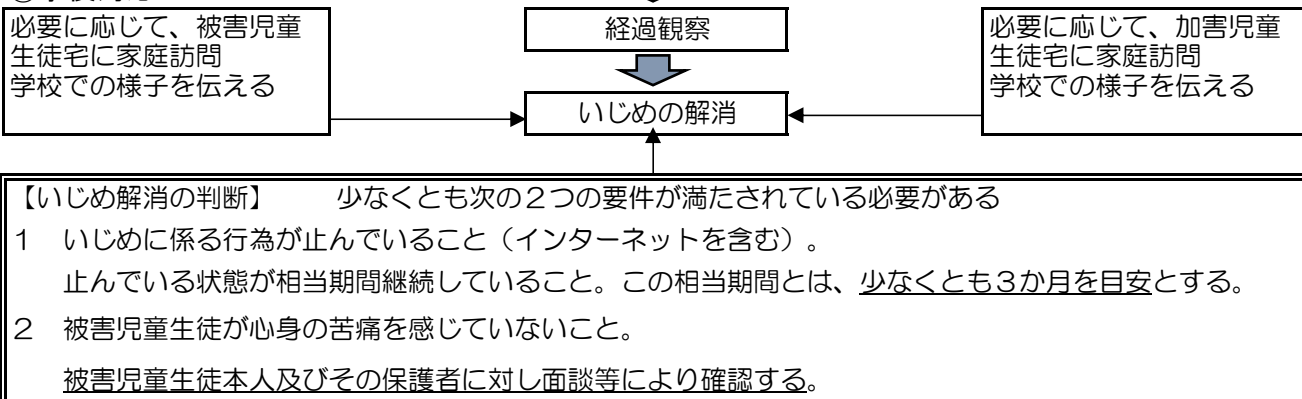 必要に応じて、被害児童
生徒宅に家庭訪問
学校での様子を伝える
経過観察
必要に応じて、加害児童
生徒宅に家庭訪問
学校での様子を伝える
いじめの解消
【いじめ解消の判断】 少なくとも次の2つの要件が満たされている必要がある
1 いじめに係る行為が止んでいること(インターネットを含む)。
止んでいる状態が相当期間継続していること。この相当期間とは、少なくとも3か月を目安とする。
2 被害児童生徒が心身の苦痛を感じていないこと。
被害児童生徒本人及びその保護者に対し面談等により確認する。